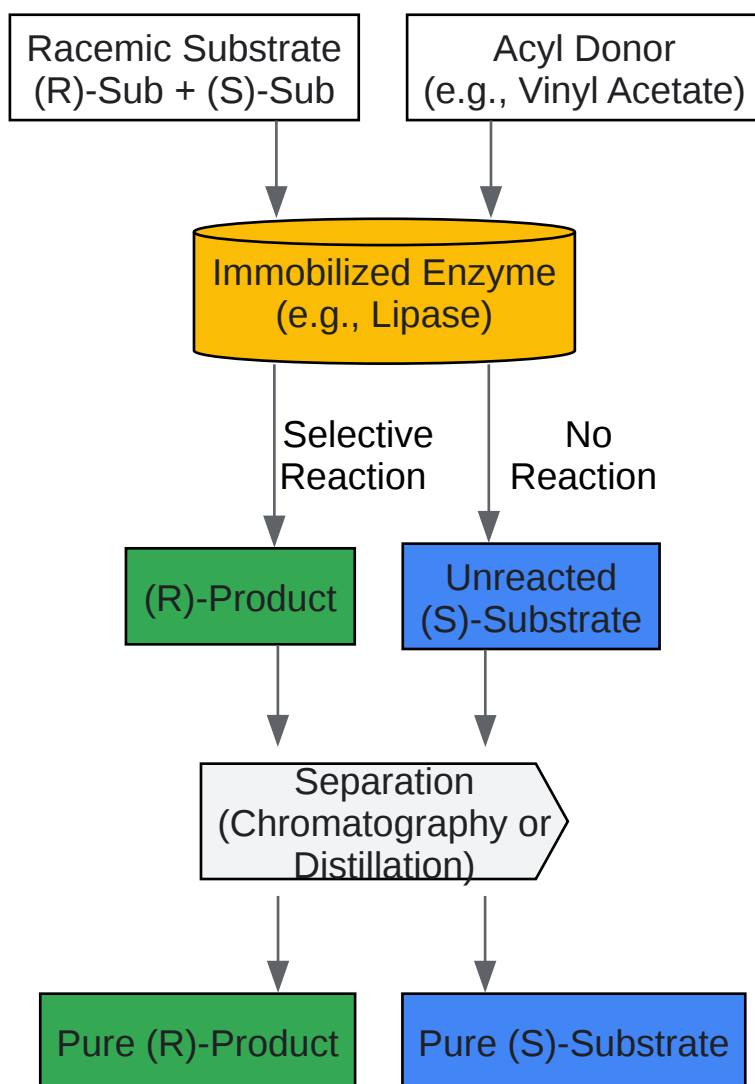 Racemic Substrate
(R)-Sub + (S)-Sub
Acyl Donor
(e.g., Vinyl Acetate)
Immobilized Enzyme
(e.g., Lipase)
Selective
Reaction
No
Reaction
(R)-Product
Unreacted
(S)-Substrate
Separation
(Chromatography or
Distillation)
Pure (R)-Product
Pure (S)-Substrate